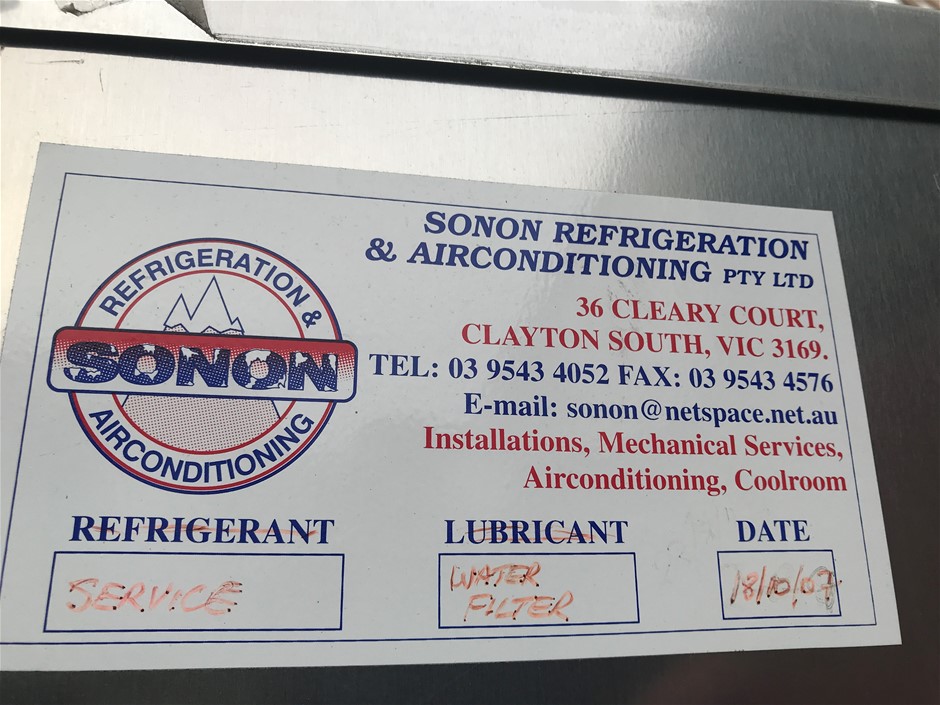 REFRIGERATION &
SONON
AIRCONDITIONING
SONON REFRIGERATION
& AIRCONDITIONING PTY LTD
36 CLEARY COURT,
CLAYTON SOUTH, VIC 3169.
TEL: 03 9543 4052 FAX: 03 9543 4576
E-mail: sonon@netspace.net.au
Installations, Mechanical Services,
Airconditioning, Coolroom
REFRIGERANT LUBRICANT DATE
SERVICE WATER FILTER 18/10/07